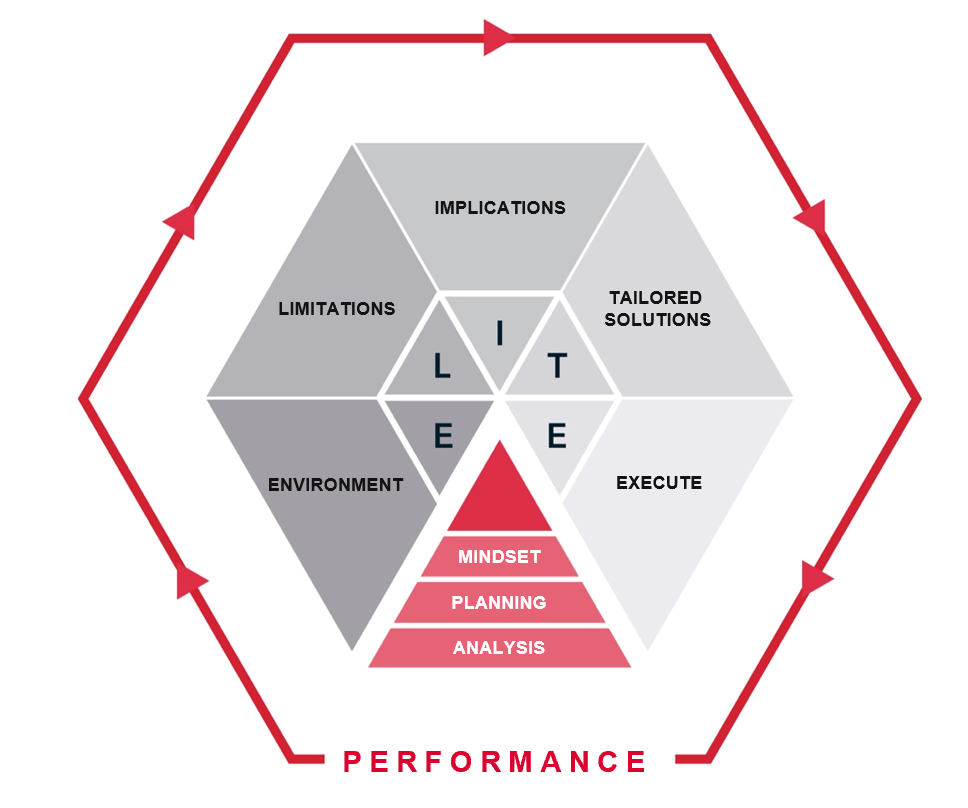 IMPLICATIONS
LIMITATIONS
TAILORED
SOLUTIONS
I
L
T
E
E
ENVIRONMENT
EXECUTE
MINDSET
PLANNING
ANALYSIS
PERFORMANCE